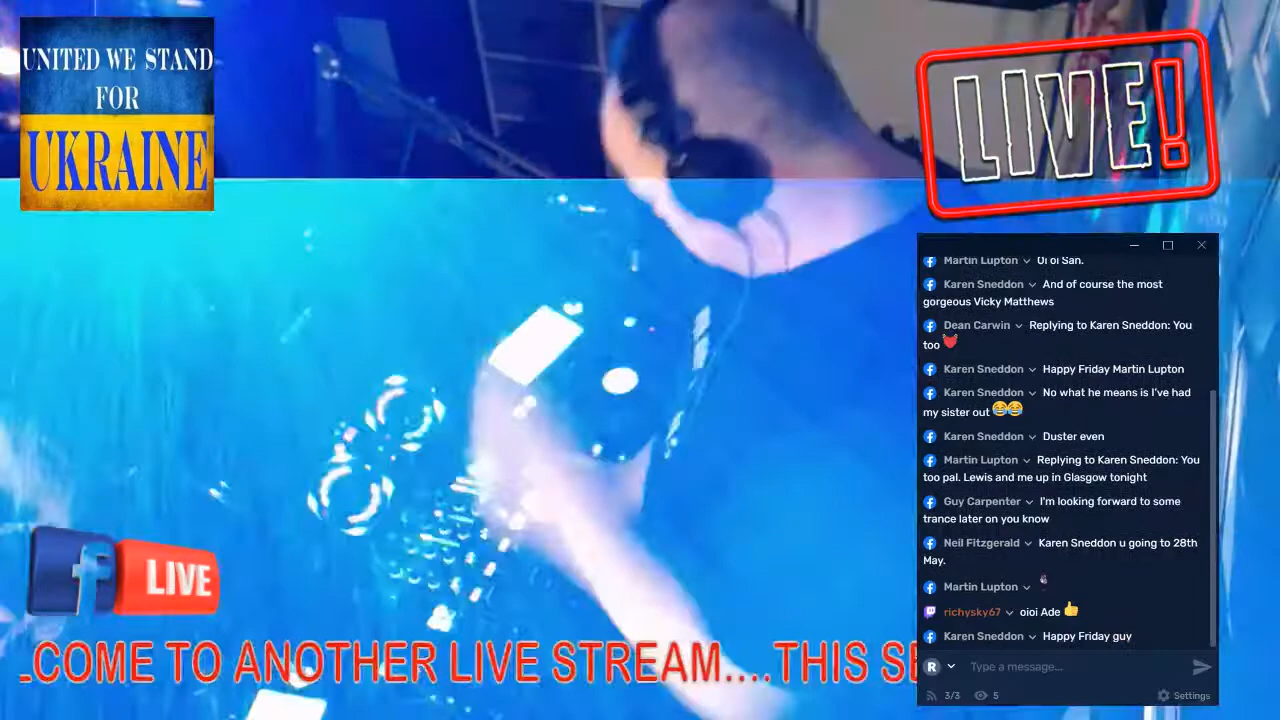 UNITED WE STAND
FOR
UKRAINE
LIVE!
Martin Lupton Oi oi San.
Karen Sneddon And of course the most
gorgeous Vicky Matthews
Dean Carwin Replying to Karen Sneddon: You
too 💓
Karen Sneddon Happy Friday Martin Lupton
Karen Sneddon No what he means is I've had
my sister out 😂😂
Karen Sneddon Duster even
Martin Lupton Replying to Karen Sneddon: You
too pal. Lewis and me up in Glasgow tonight
Guy Carpenter I'm looking forward to some
trance later on you know
Neil Fitzgerald Karen Sneddon u going to 28th
May.
Martin Lupton
richysky67 oioi Ade 👍
Karen Sneddon Happy Friday guy
R Type a message...
3/3 5 Settings
f LIVE
COME TO ANOTHER LIVE STREAM....THIS SE